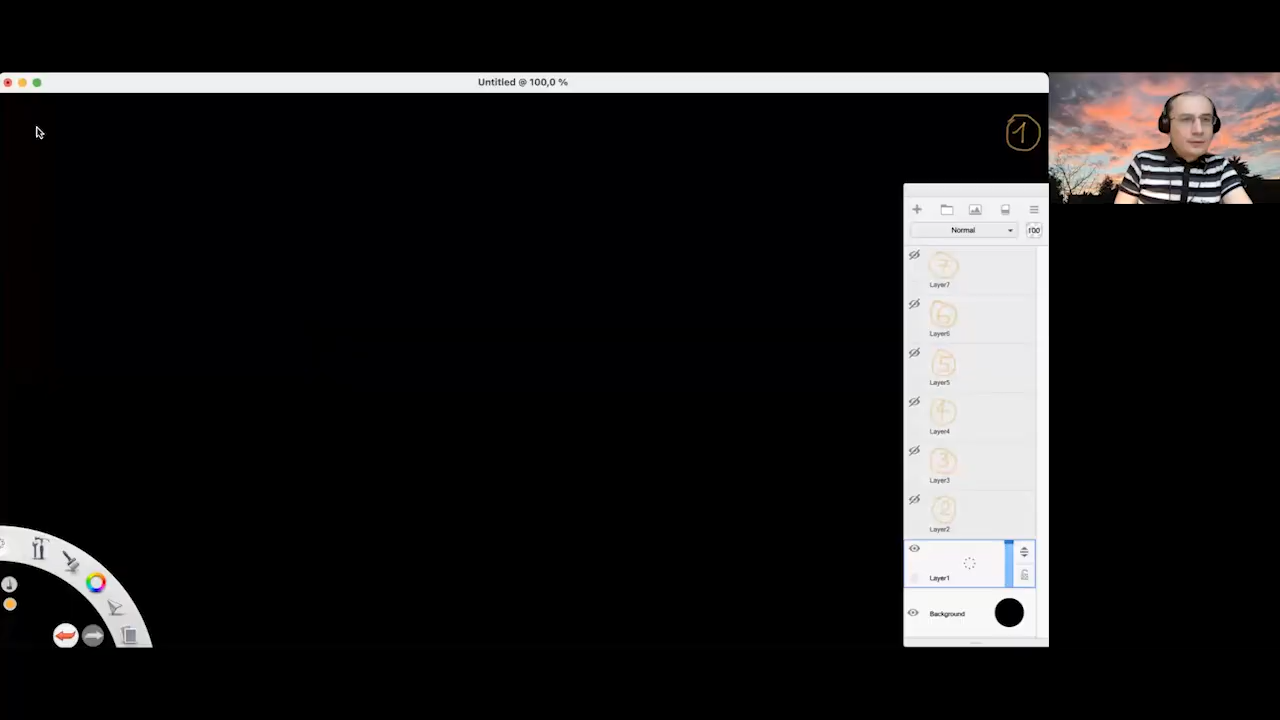 Untitled @ 100,0 %
1
Normal
100
7
Layer7
6
Layer6
5
Layer5
4
Layer4
3
Layer3
2
Layer2
Layer1
Background